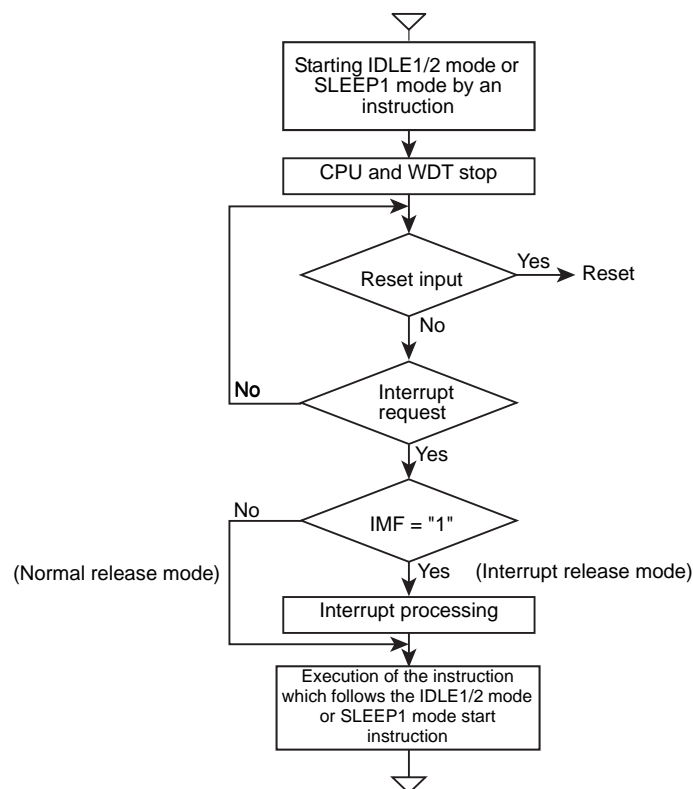 Starting IDLE1/2 mode or
SLEEP1 mode by an
instruction
CPU and WDT stop
Reset input
Yes
Reset
No
Interrupt
request
No
Yes
IMF = "1"
No
(Normal release mode)
Yes
(Interrupt release mode)
Interrupt processing
Execution of the instruction
which follows the IDLE1/2 mode
or SLEEP1 mode start
instruction